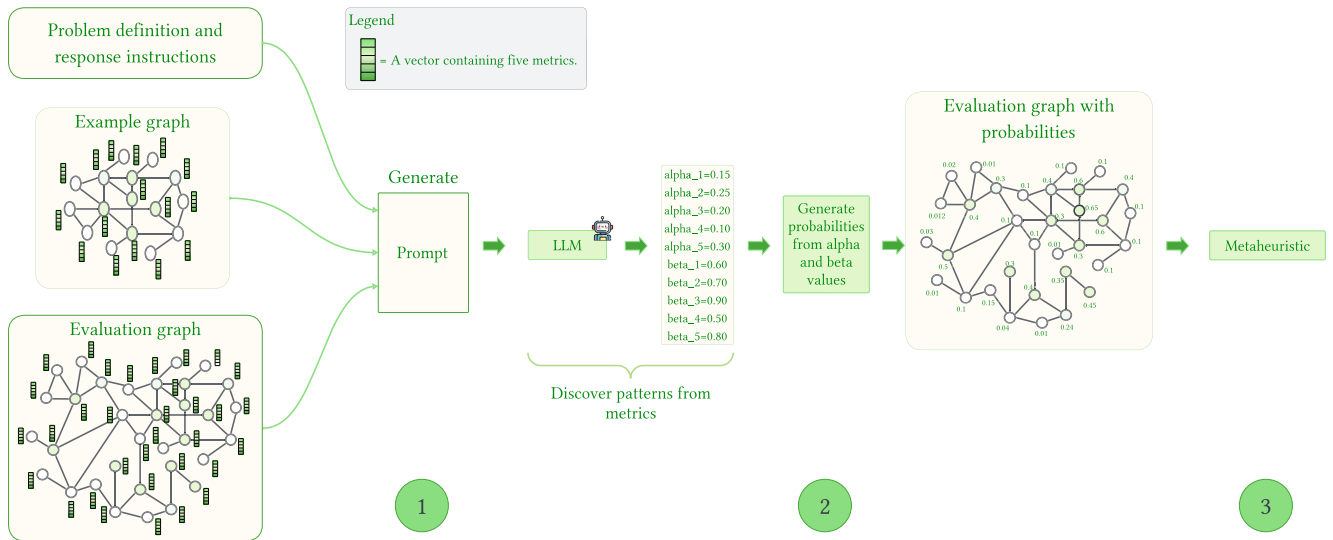 Problem definition and
response instructions
Legend
= A vector containing five metrics.
Example graph
Generate
Prompt
LLM
alpha_1=0.15
alpha_2=0.25
alpha_3=0.20
alpha_4=0.10
alpha_5=0.30
beta_1=0.60
beta_2=0.70
beta_3=0.90
beta_4=0.50
beta_5=0.80
Discover patterns from
metrics
Generate
probabilities
from alpha
and beta
values
Evaluation graph with
probabilities
0.02
0.01
0.3
0.1
0.4
0.1
0.6
0.1
0.4
0.012
0.4
0.1
0.3
0.65
0.6
0.1
0.03
0.5
0.1
0.01
0.3
0.1
0.1
0.01
0.1
0.15
0.3
0.4
0.35
0.45
0.04
0.01
0.24
Metaheuristic
Evaluation graph
1
2
3